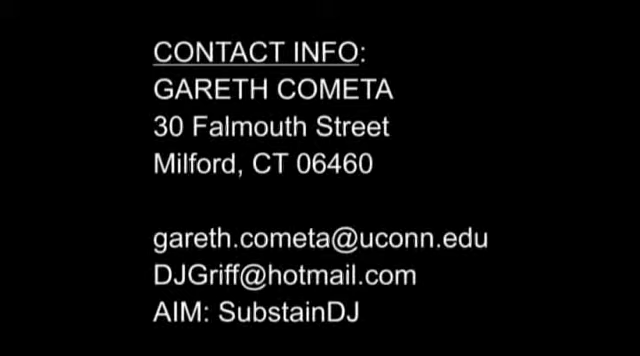 CONTACT INFO:
GARETH COMETA
30 Falmouth Street
Milford, CT 06460
gareth.cometa@uconn.edu
DJGriff@hotmail.com
AIM: SubstainDJ